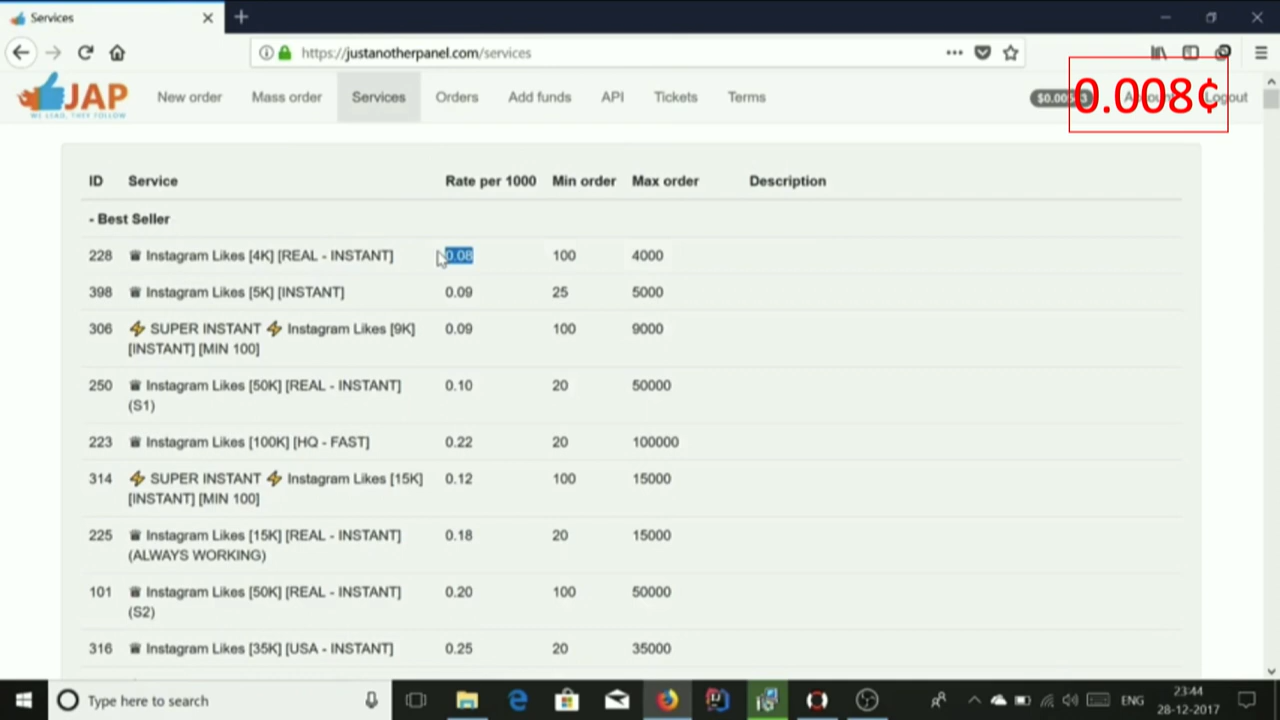 Services
https://justanotherpanel.com/services
JAP
WE LEAD, THEY FOLLOW
New order
Mass order
Services
Orders
Add funds
API
Tickets
Terms
0.008¢
Logout
ID Service Rate per 1000 Min order Max order Description
- Best Seller
228 ♛ Instagram Likes [4K] [REAL - INSTANT] 0.08 100 4000
398 ♛ Instagram Likes [5K] [INSTANT] 0.09 25 5000
306 ⚡ SUPER INSTANT ⚡ Instagram Likes [9K] 0.09 100 9000
[INSTANT] [MIN 100]
250 ♛ Instagram Likes [50K] [REAL - INSTANT] 0.10 20 50000
(S1)
223 ♛ Instagram Likes [100K] [HQ - FAST] 0.22 20 100000
314 ⚡ SUPER INSTANT ⚡ Instagram Likes [15K] 0.12 100 15000
[INSTANT] [MIN 100]
225 ♛ Instagram Likes [15K] [REAL - INSTANT] 0.18 20 15000
(ALWAYS WORKING)
101 ♛ Instagram Likes [50K] [REAL - INSTANT] 0.20 100 50000
(S2)
316 ♛ Instagram Likes [35K] [USA - INSTANT] 0.25 20 35000
Type here to search
ENG
23:44
28-12-2017